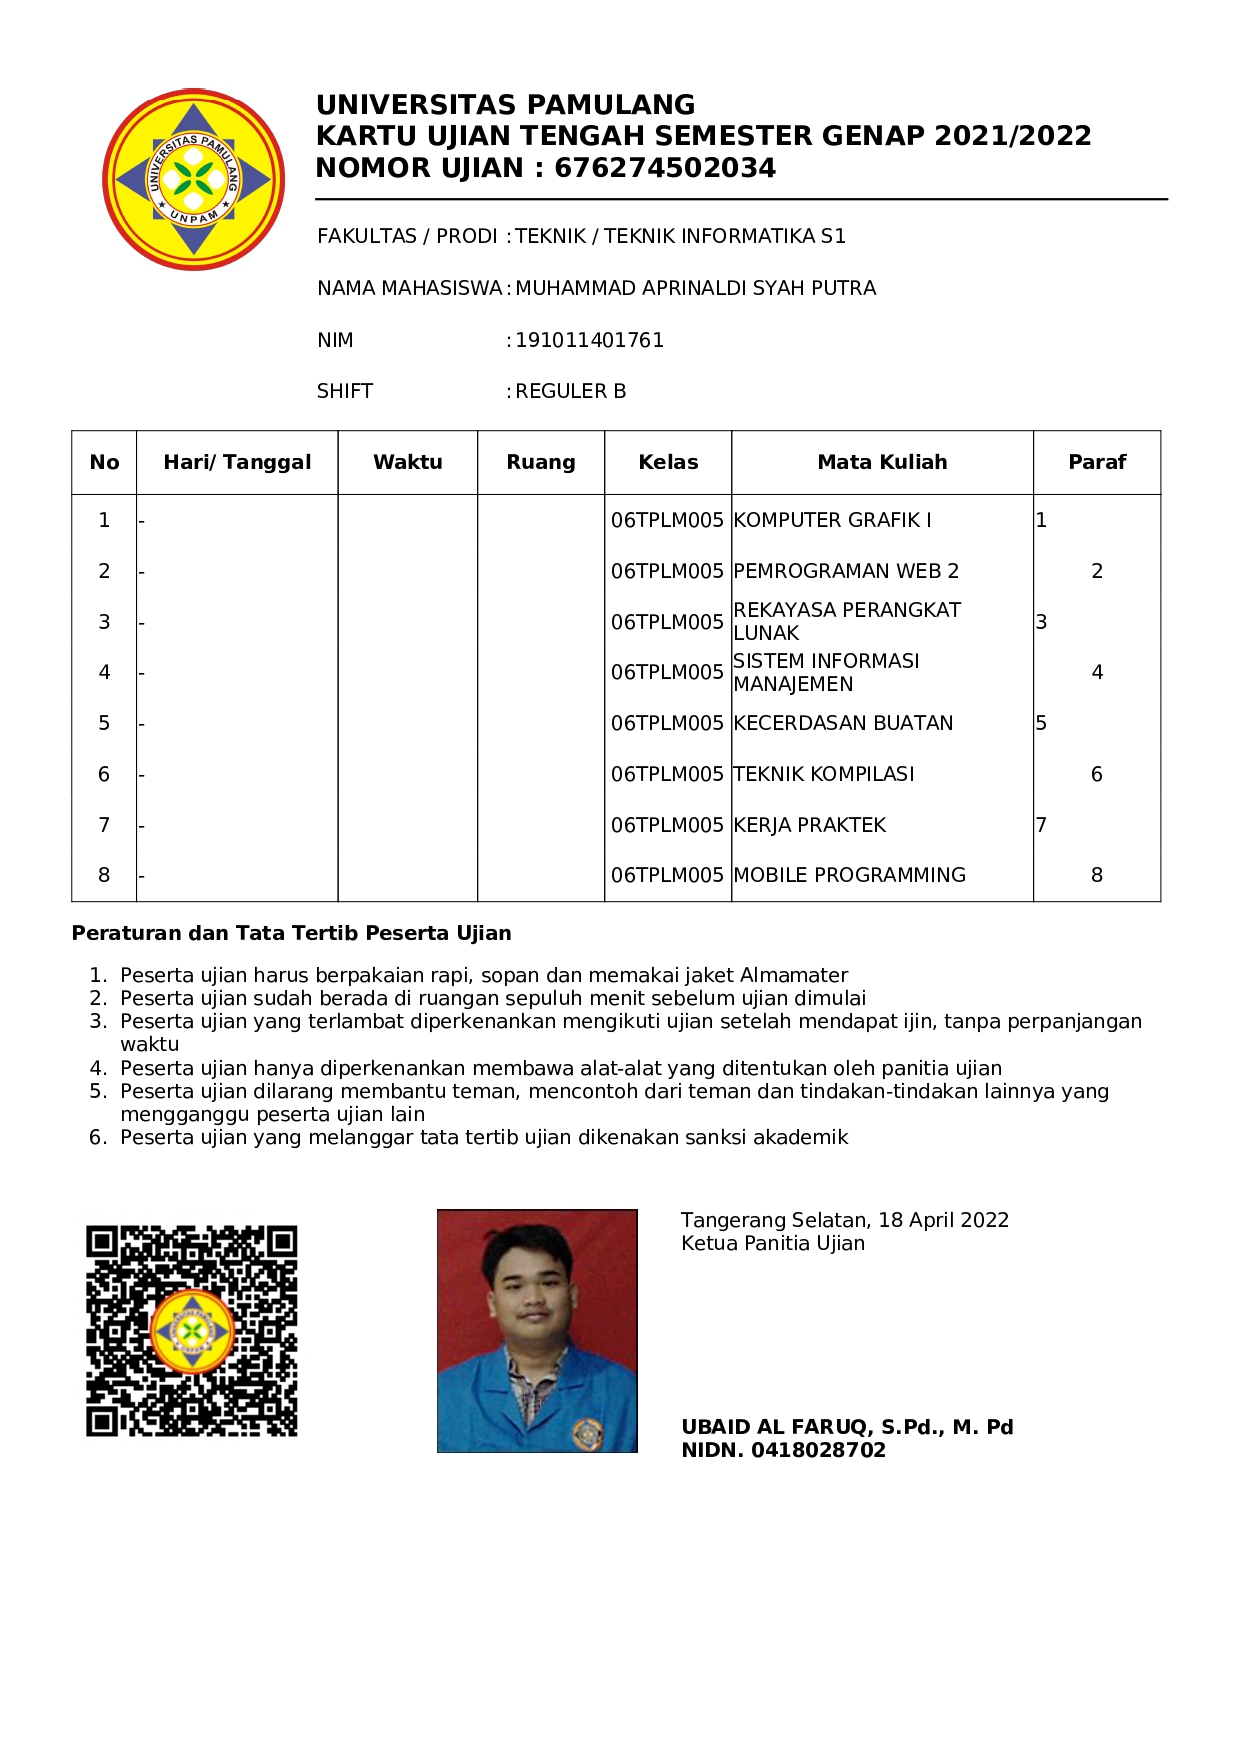 UNIVERSITAS PAMULANG
UNPAM
UNIVERSITAS PAMULANG
KARTU UJIAN TENGAH SEMESTER GENAP 2021/2022
NOMOR UJIAN : 676274502034
FAKULTAS / PRODI : TEKNIK / TEKNIK INFORMATIKA S1
NAMA MAHASISWA : MUHAMMAD APRINALDI SYAH PUTRA
NIM : 191011401761
SHIFT : REGULER B
No Hari/ Tanggal Waktu Ruang Kelas Mata Kuliah Paraf
1 - 06TPLM005 KOMPUTER GRAFIK I 1
2 - 06TPLM005 PEMROGRAMAN WEB 2 2
3 - 06TPLM005 REKAYASA PERANGKAT
LUNAK 3
4 - 06TPLM005 SISTEM INFORMASI
MANAJEMEN 4
5 - 06TPLM005 KECERDASAN BUATAN 5
6 - 06TPLM005 TEKNIK KOMPILASI 6
7 - 06TPLM005 KERJA PRAKTEK 7
8 - 06TPLM005 MOBILE PROGRAMMING 8
Peraturan dan Tata Tertib Peserta Ujian
1. Peserta ujian harus berpakaian rapi, sopan dan memakai jaket Almamater
2. Peserta ujian sudah berada di ruangan sepuluh menit sebelum ujian dimulai
3. Peserta ujian yang terlambat diperkenankan mengikuti ujian setelah mendapat ijin, tanpa perpanjangan
waktu
4. Peserta ujian hanya diperkenankan membawa alat-alat yang ditentukan oleh panitia ujian
5. Peserta ujian dilarang membantu teman, mencontoh dari teman dan tindakan-tindakan lainnya yang
mengganggu peserta ujian lain
6. Peserta ujian yang melanggar tata tertib ujian dikenakan sanksi akademik
UNIVERSITAS PAMULANG
UNPAM
Tangerang Selatan, 18 April 2022
Ketua Panitia Ujian
UBAID AL FARUQ, S.Pd., M. Pd
NIDN. 0418028702